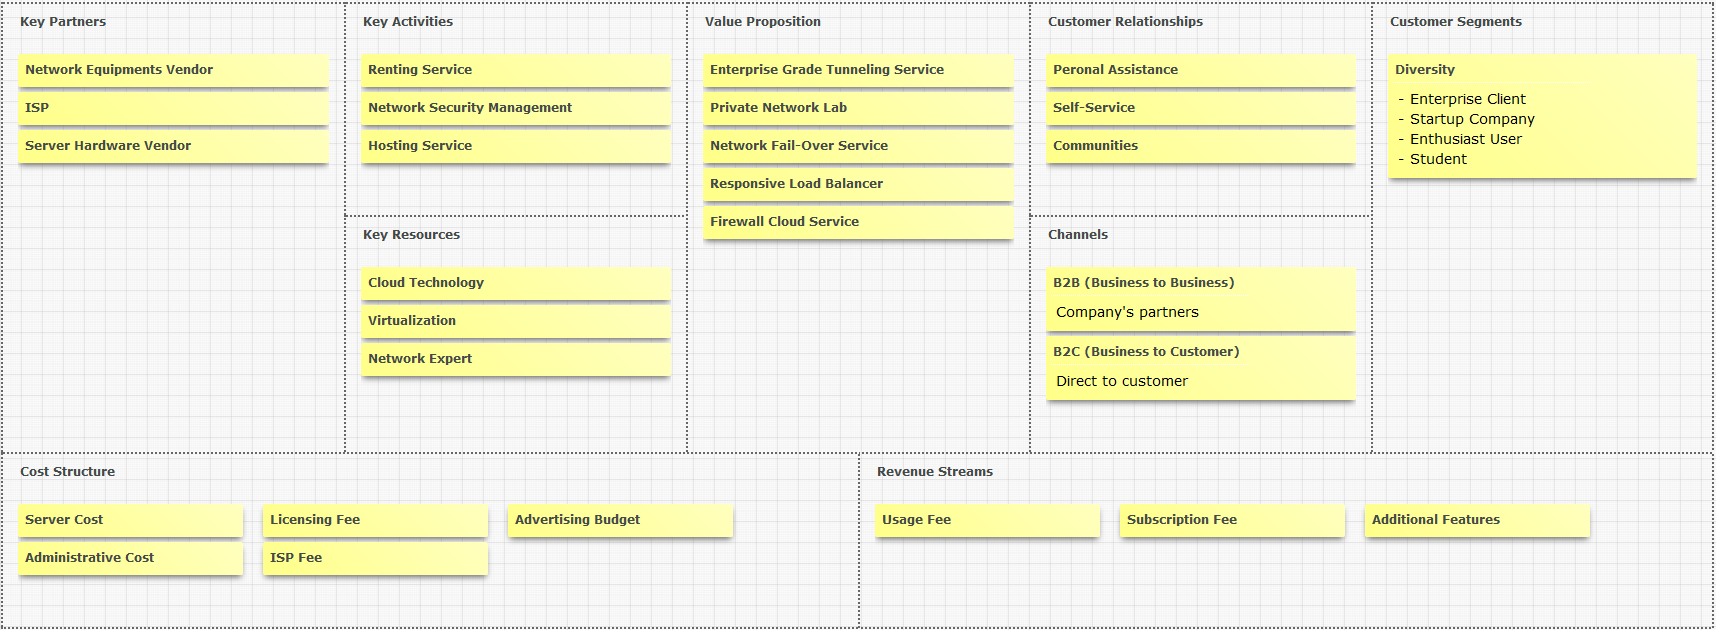 Key Partners
Network Equipments Vendor
ISP
Server Hardware Vendor
Key Activities
Renting Service
Network Security Management
Hosting Service
Key Resources
Cloud Technology
Virtualization
Network Expert
Value Proposition
Enterprise Grade Tunneling Service
Private Network Lab
Network Fail-Over Service
Responsive Load Balancer
Firewall Cloud Service
Customer Relationships
Peronal Assistance
Self-Service
Communities
Channels
B2B (Business to Business)
Company's partners
B2C (Business to Customer)
Direct to customer
Customer Segments
Diversity
- Enterprise Client
- Startup Company
- Enthusiast User
- Student
Cost Structure
Server Cost
Licensing Fee
Advertising Budget
Administrative Cost
ISP Fee
Revenue Streams
Usage Fee
Subscription Fee
Additional Features